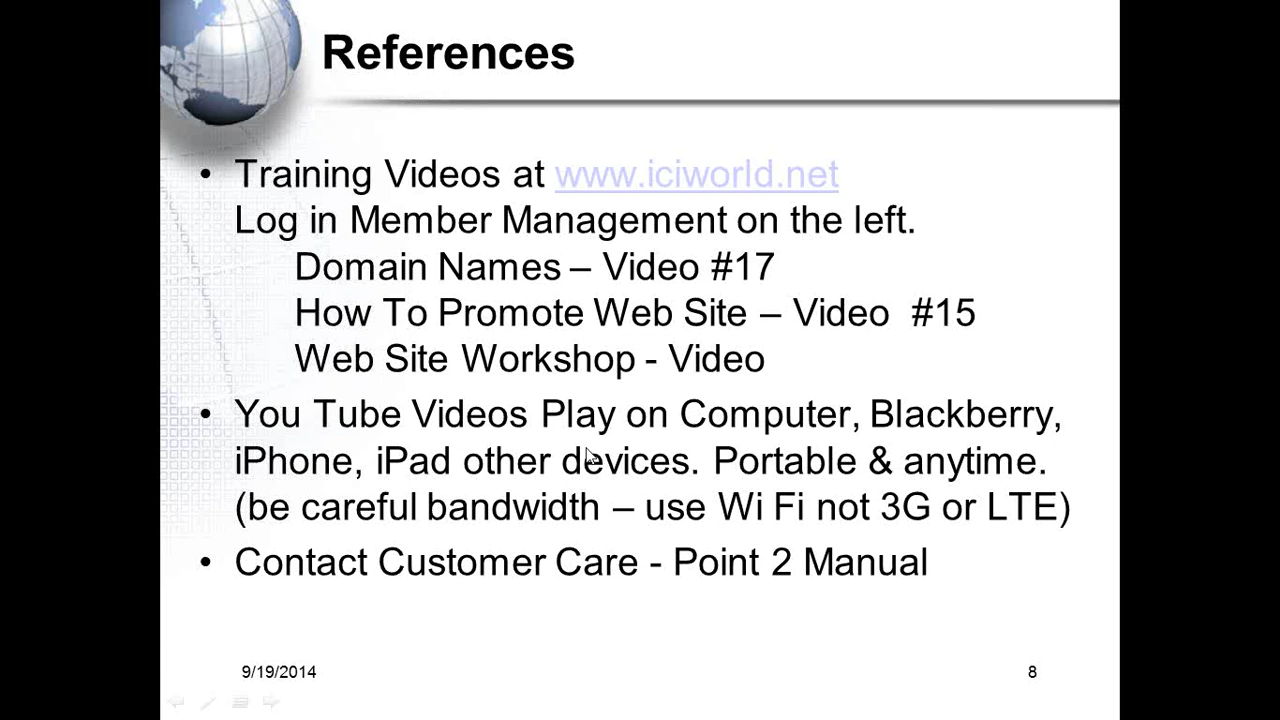 References
• Training Videos at www.iciworld.net
Log in Member Management on the left.
Domain Names – Video #17
How To Promote Web Site – Video  #15
Web Site Workshop - Video
• You Tube Videos Play on Computer, Blackberry,
iPhone, iPad other devices. Portable & anytime.
(be careful bandwidth – use Wi Fi not 3G or LTE)
• Contact Customer Care - Point 2 Manual
9/19/2014
8